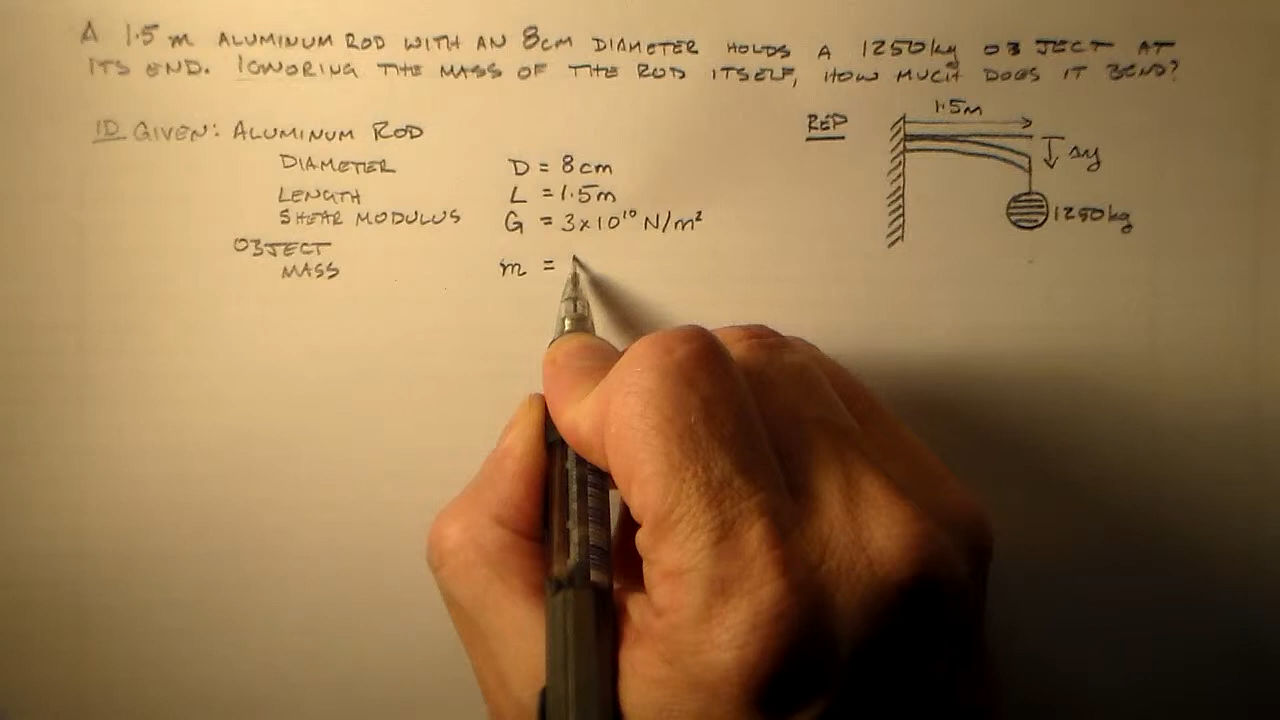 A 1.5 m ALUMINUM ROD WITH AN 8cm DIAMETER HOLDS A 1250kg OBJECT AT
ITS END. IGNORING THE MASS OF THE ROD ITSELF, HOW MUCH DOES IT BEND?
ID GIVEN: ALUMINUM ROD
DIAMETER D = 8cm
LENGTH L = 1.5m
SHEAR MODULUS G = 3×10¹⁰ N/m²
OBJECT
MASS m =
REP
1.5m
Δy
1250kg